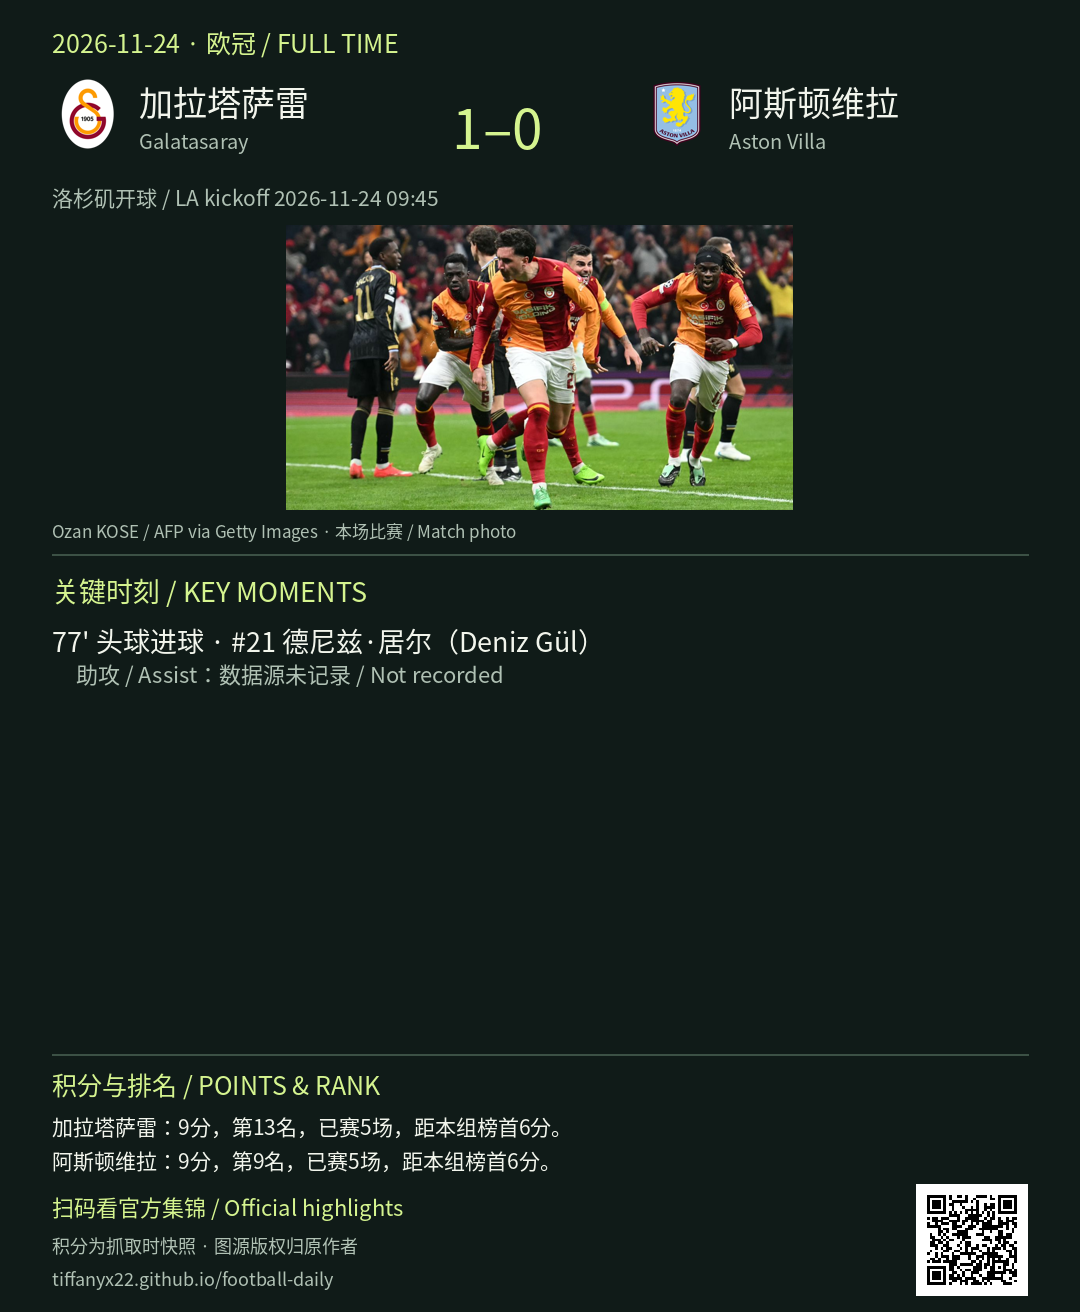 2026-11-24 · 欧冠 / FULL TIME
加拉塔萨雷
Galatasaray
1905
1–0
ASTON VILLA
阿斯顿维拉
Aston Villa
洛杉矶开球 / LA kickoff 2026-11-24 09:45
11
6
Ozan KOSE / AFP via Getty Images · 本场比赛 / Match photo
关键时刻 / KEY MOMENTS
77' 头球进球 · #21 德尼兹·居尔（Deniz Gül）
助攻 / Assist：数据源未记录 / Not recorded
积分与排名 / POINTS & RANK
加拉塔萨雷：9分，第13名，已赛5场，距本组榜首6分。
阿斯顿维拉：9分，第9名，已赛5场，距本组榜首6分。
扫码看官方集锦 / Official highlights
积分为抓取时快照 · 图源版权归原作者
tiffanyx22.github.io/football-daily